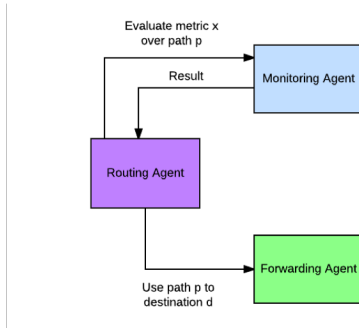 Evaluate metric x
over path p
Monitoring Agent
Result
Routing Agent
Forwarding Agent
Use path p to
destination d